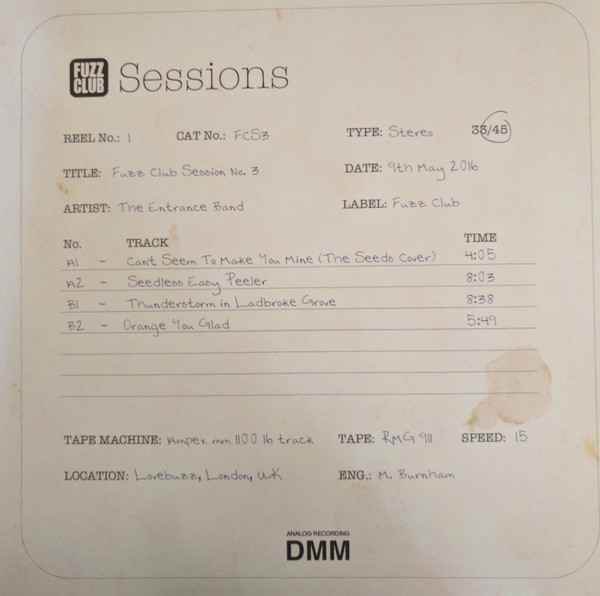 FUZZ CLUB Sessions
REEL No.: 1 CAT No.: FCS3 TYPE: Stereo 33/45
TITLE: Fuzz Club Session No. 3 DATE: 9th May 2016
ARTIST: The Entrance Band LABEL: Fuzz Club
No. TRACK TIME
A1 - Cant Seem To Make You Mine (The Seeds Cover) 4:05
A2 - Seedless Easy Peeler 8:03
B1 - Thunderstorm in Ladbroke Grove 8:38
B2 - Orange You Glad 5:49
TAPE MACHINE: Ampex mm 1100 16 track TAPE: RMG 911 SPEED: 15
LOCATION: Lovebuzz, London, U.K ENG.: M. Burnham
ANALOG RECORDING
DMM